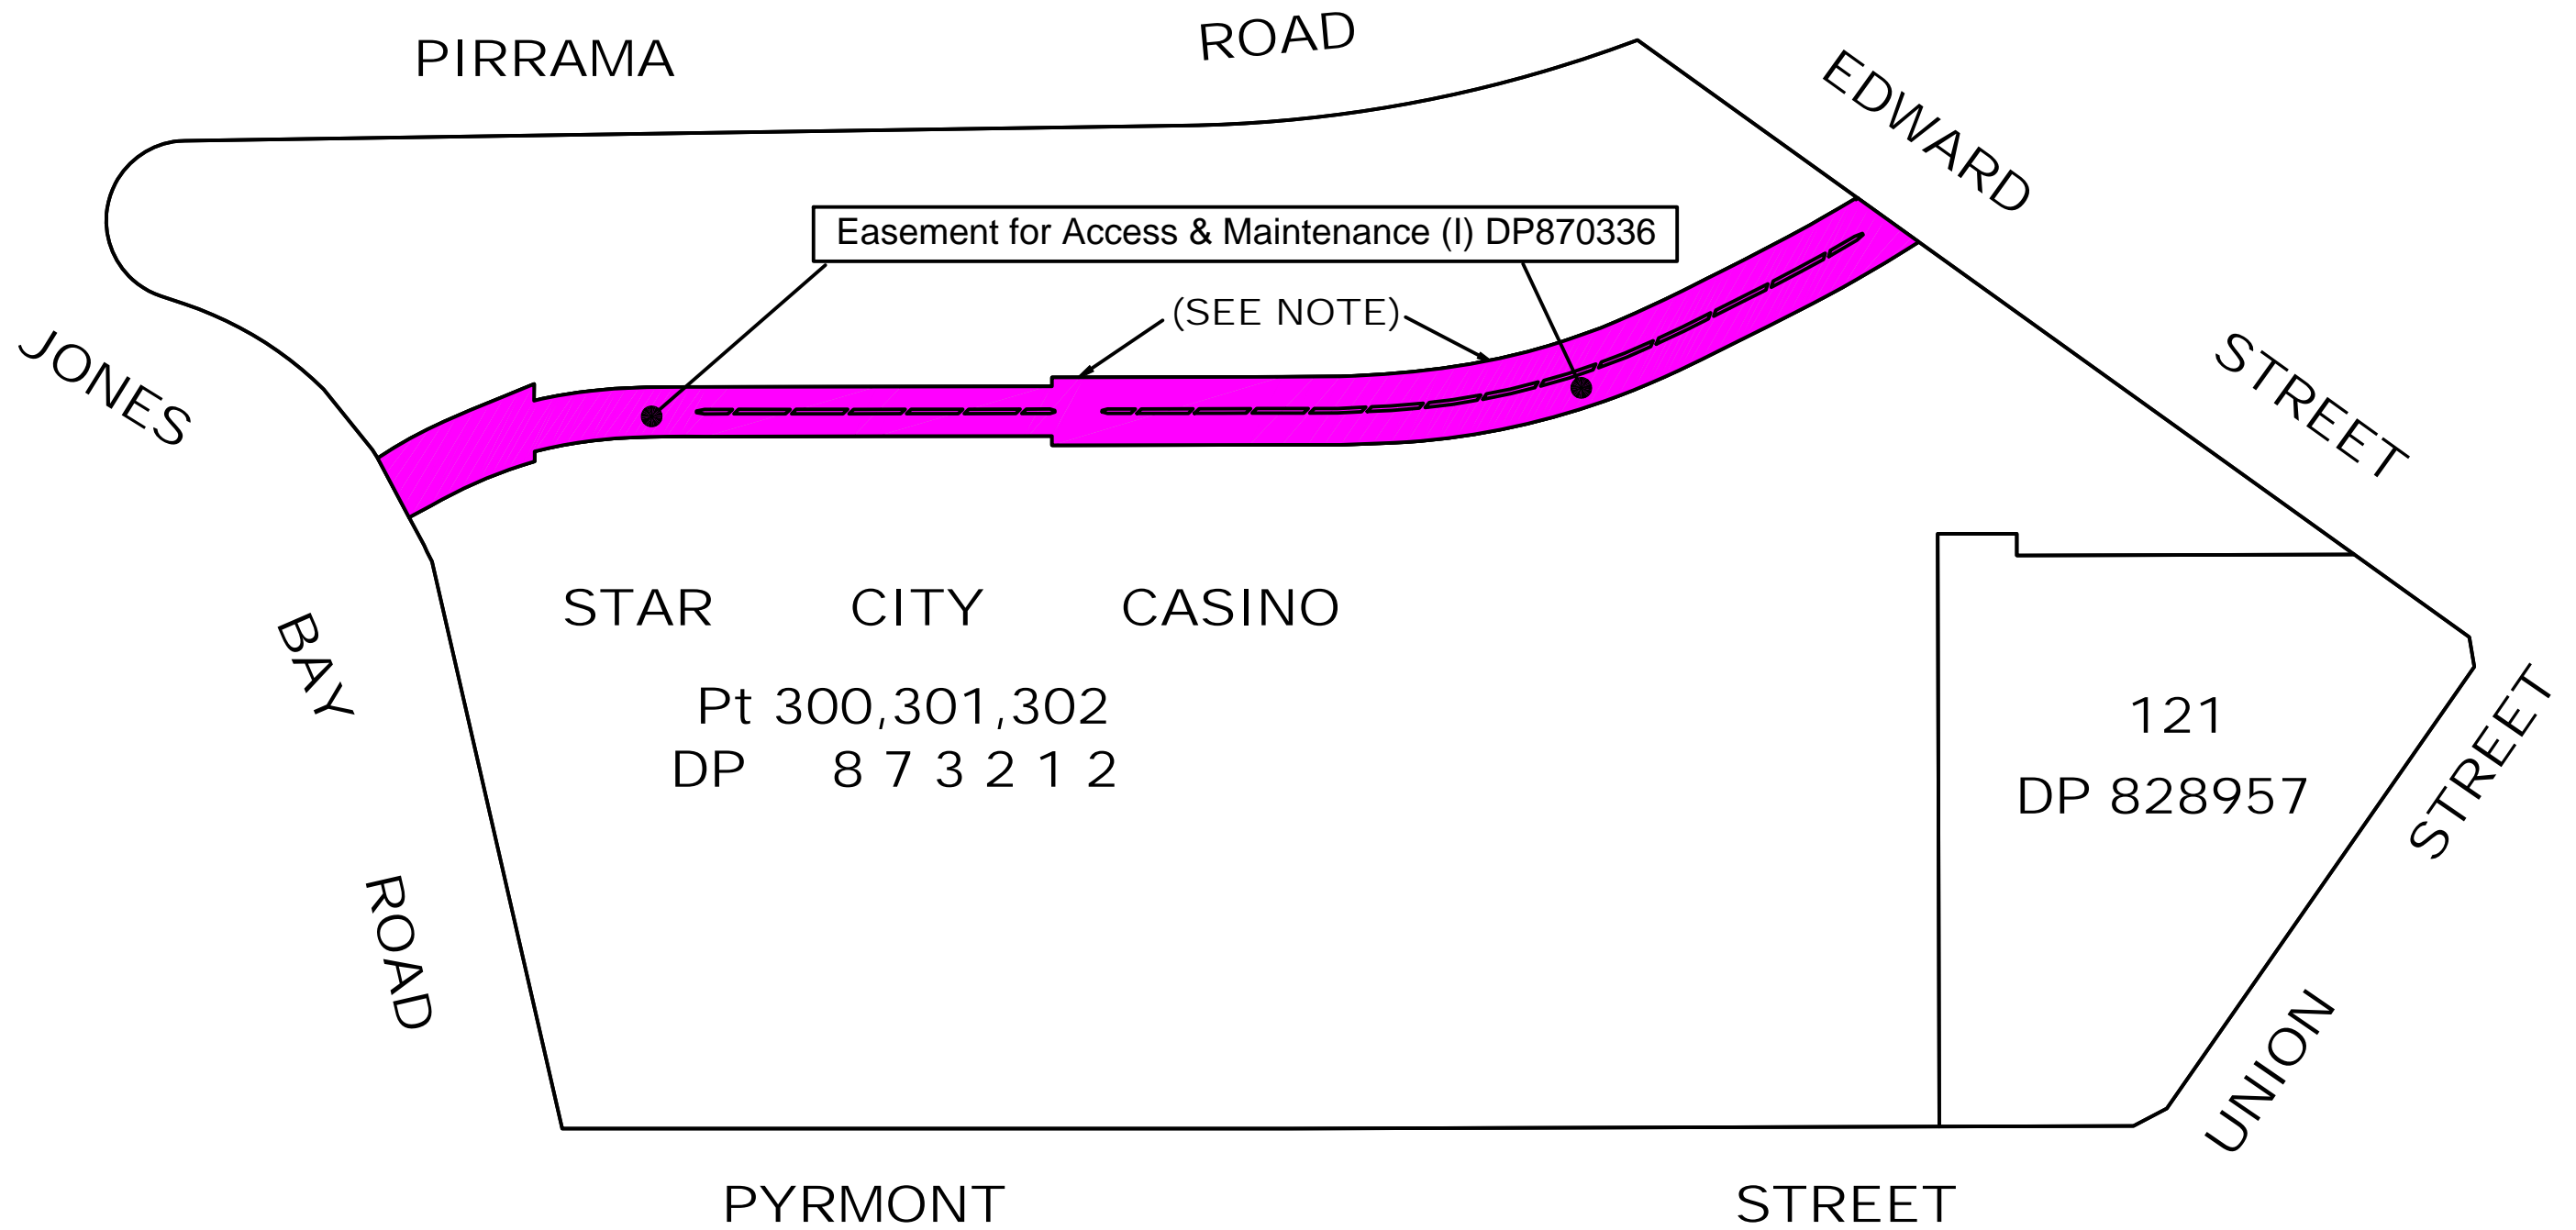 PIRRAMA ROAD
EDWARD STREET
Easement for Access & Maintenance (I) DP870336
(SEE NOTE)
JONES BAY ROAD
STAR CITY CASINO
Pt 300,301,302
DP 8 7 3 2 1 2
121
DP 828957
UNION STREET
PYRMONT STREET